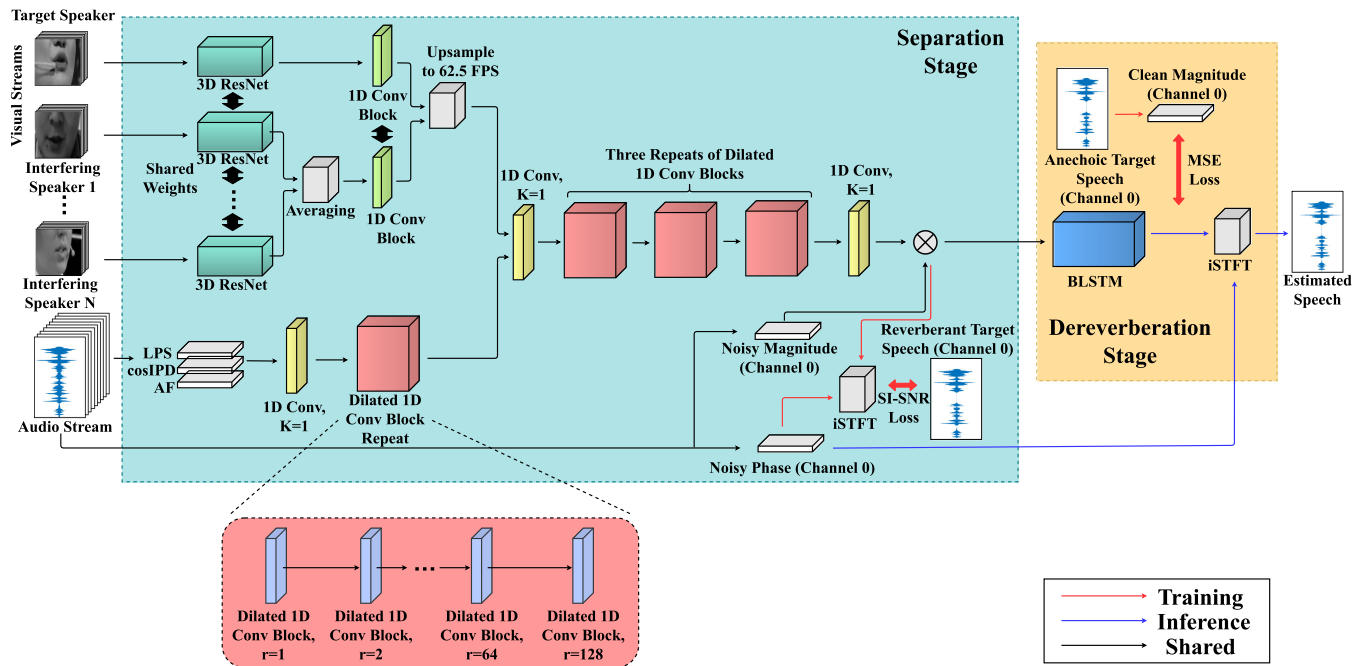 Target Speaker
Visual Streams
3D ResNet
1D Conv
Block
Upsample
to 62.5 FPS
Separation
Stage
Interfering
Speaker 1
3D ResNet
Shared
Weights
Averaging
1D Conv
Block
Interfering
Speaker N
3D ResNet
1D Conv,
K=1
Three Repeats of Dilated
1D Conv Blocks
1D Conv,
K=1
Audio Stream
LPS
cosIPD
AF
1D Conv,
K=1
Dilated 1D
Conv Block
Repeat
Noisy Magnitude
(Channel 0)
Reverberant Target
Speech (Channel 0)
iSTFT
SI-SNR
Loss
Noisy Phase (Channel 0)
Clean Magnitude
(Channel 0)
Anechoic Target
Speech
(Channel 0)
MSE
Loss
BLSTM
iSTFT
Estimated
Speech
Dereverberation
Stage
Dilated 1D
Conv Block,
r=1
Dilated 1D
Conv Block,
r=2
Dilated 1D
Conv Block,
r=64
Dilated 1D
Conv Block,
r=128
Training
Inference
Shared